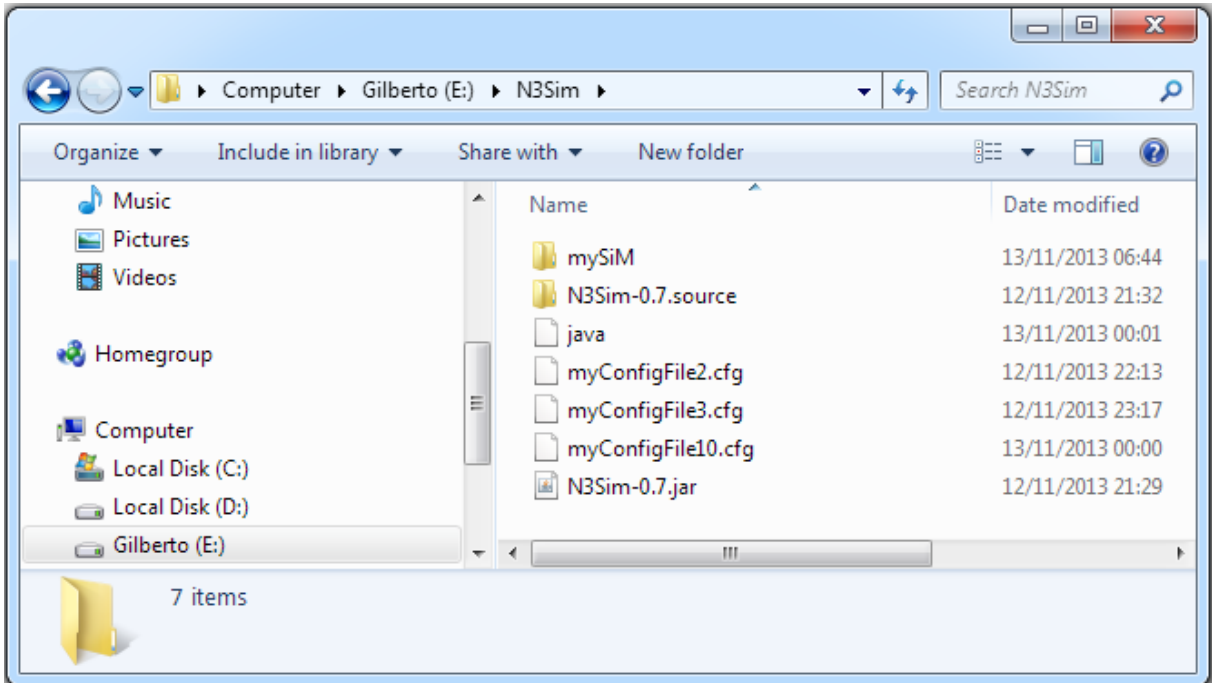 Computer Gilberto (E:) N3Sim Search N3Sim
Organize Include in library Share with New folder
Music
Pictures
Videos
Homegroup
Computer
Local Disk (C:)
Local Disk (D:)
Gilberto (E:)
Name Date modified
mySiM 13/11/2013 06:44
N3Sim-0.7.source 12/11/2013 21:32
java 13/11/2013 00:01
myConfigFile2.cfg 12/11/2013 22:13
myConfigFile3.cfg 12/11/2013 23:17
myConfigFile10.cfg 13/11/2013 00:00
N3Sim-0.7.jar 12/11/2013 21:29
7 items